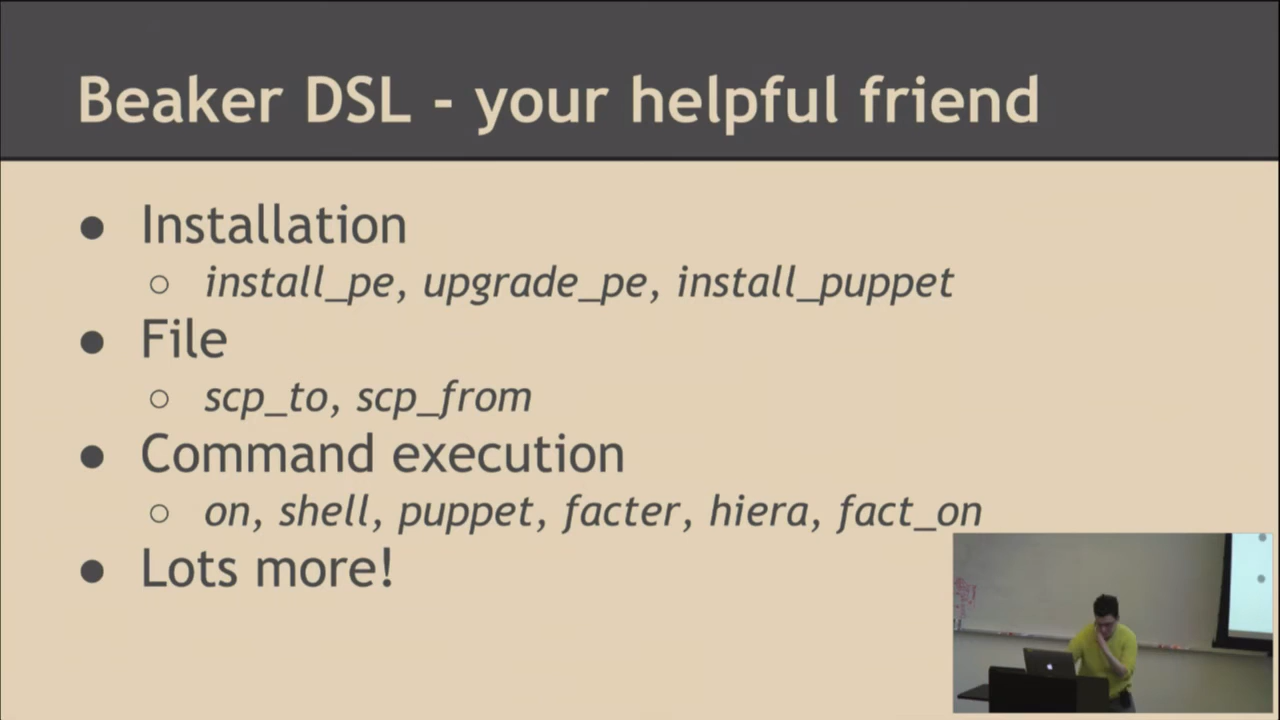 Beaker DSL - your helpful friend
● Installation
○ install_pe, upgrade_pe, install_puppet
● File
○ scp_to, scp_from
● Command execution
○ on, shell, puppet, facter, hiera, fact_on
● Lots more!